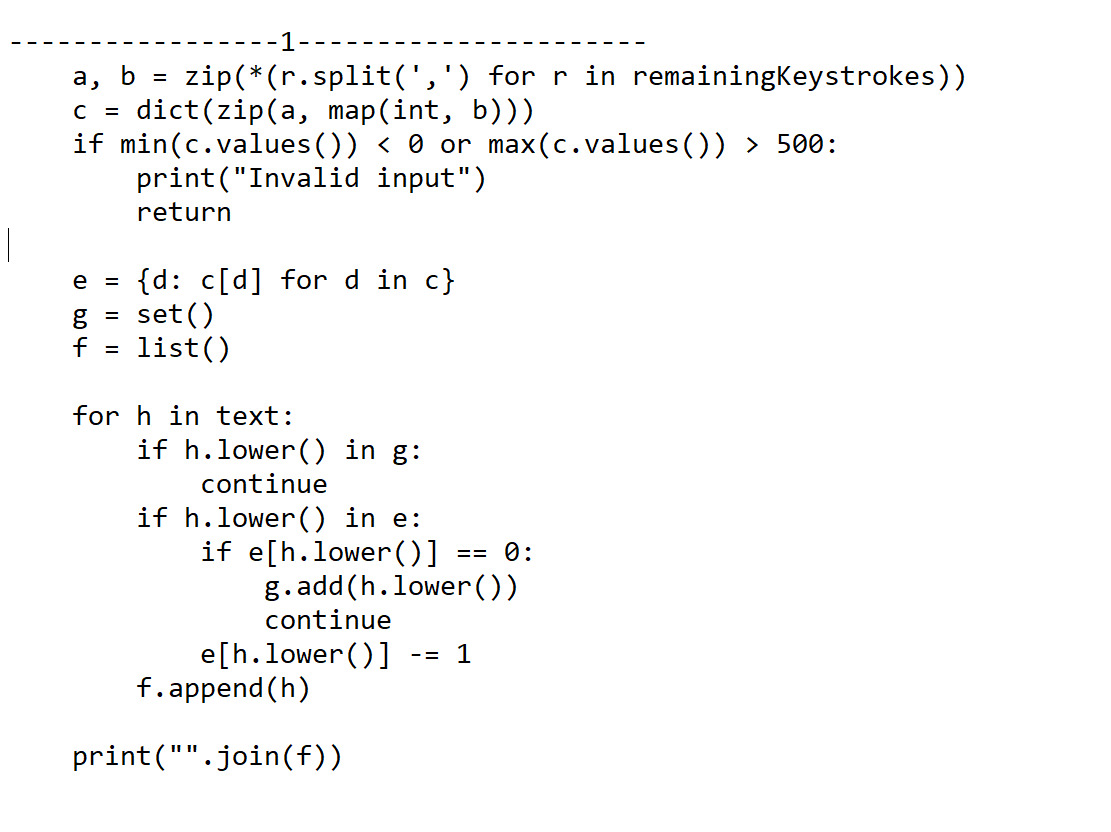 -----------------1----------------------
    a, b = zip(*(r.split(',') for r in remainingKeystrokes))
    c = dict(zip(a, map(int, b)))
    if min(c.values()) < 0 or max(c.values()) > 500:
        print("Invalid input")
        return
    e = {d: c[d] for d in c}
    g = set()
    f = list()
    for h in text:
        if h.lower() in g:
            continue
        if h.lower() in e:
            if e[h.lower()] == 0:
                g.add(h.lower())
                continue
            e[h.lower()] -= 1
        f.append(h)
    print("".join(f))